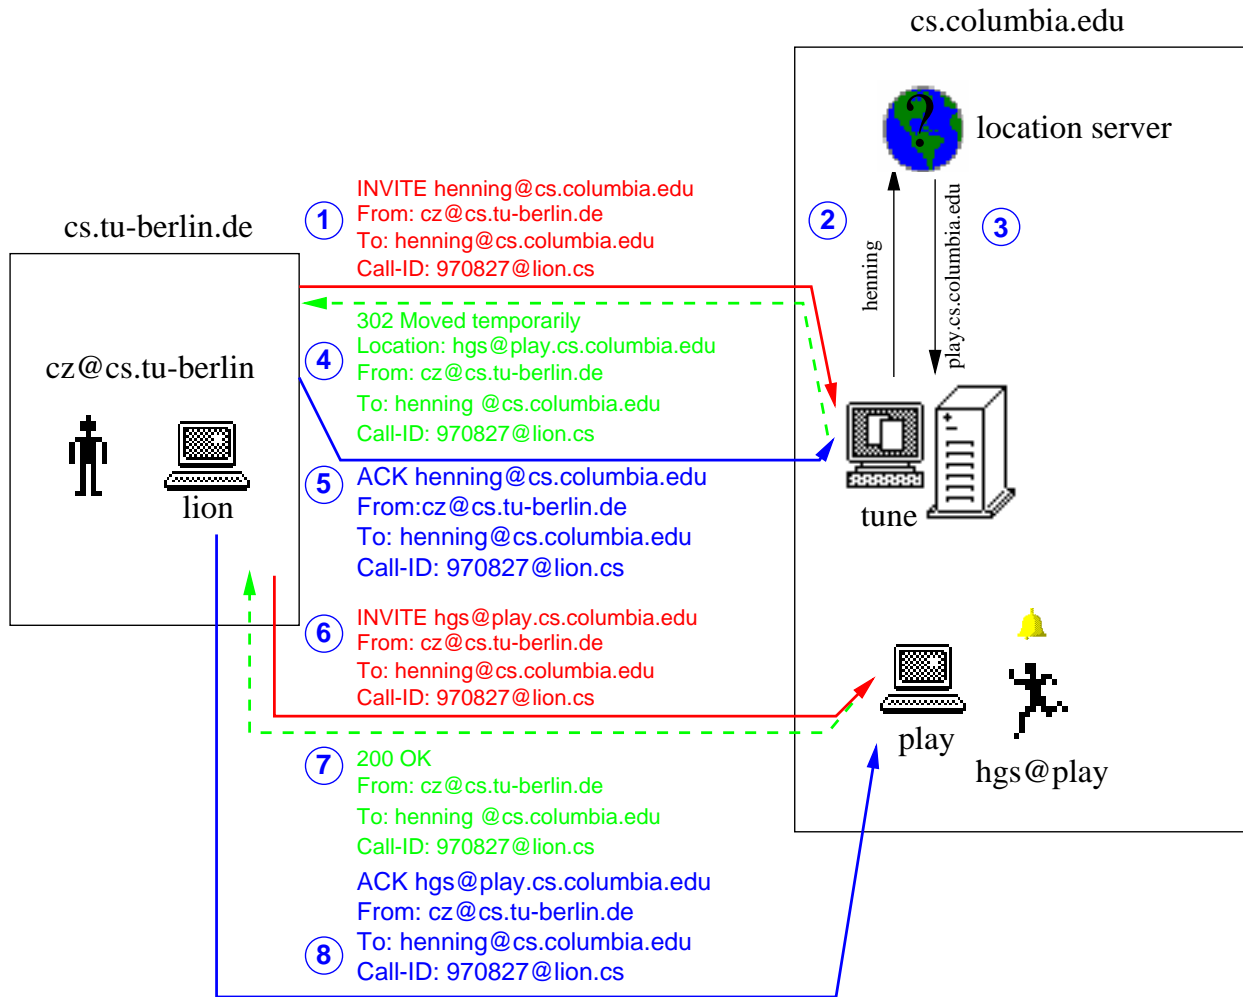 cs.columbia.edu
location server
cs.tu-berlin.de
1
INVITE henning@cs.columbia.edu
From: cz@cs.tu-berlin.de
To: henning@cs.columbia.edu
Call-ID: 970827@lion.cs
2
henning
3
play.cs.columbia.edu
4
302 Moved temporarily
Location: hgs@play.cs.columbia.edu
From: cz@cs.tu-berlin.de
To: henning @cs.columbia.edu
Call-ID: 970827@lion.cs
cz@cs.tu-berlin
lion
tune
5
ACK henning@cs.columbia.edu
From:cz@cs.tu-berlin.de
To: henning@cs.columbia.edu
Call-ID: 970827@lion.cs
6
INVITE hgs@play.cs.columbia.edu
From: cz@cs.tu-berlin.de
To: henning@cs.columbia.edu
Call-ID: 970827@lion.cs
play
hgs@play
7
200 OK
From: cz@cs.tu-berlin.de
To: henning @cs.columbia.edu
Call-ID: 970827@lion.cs
8
ACK hgs@play.cs.columbia.edu
From: cz@cs.tu-berlin.de
To: henning@cs.columbia.edu
Call-ID: 970827@lion.cs
?